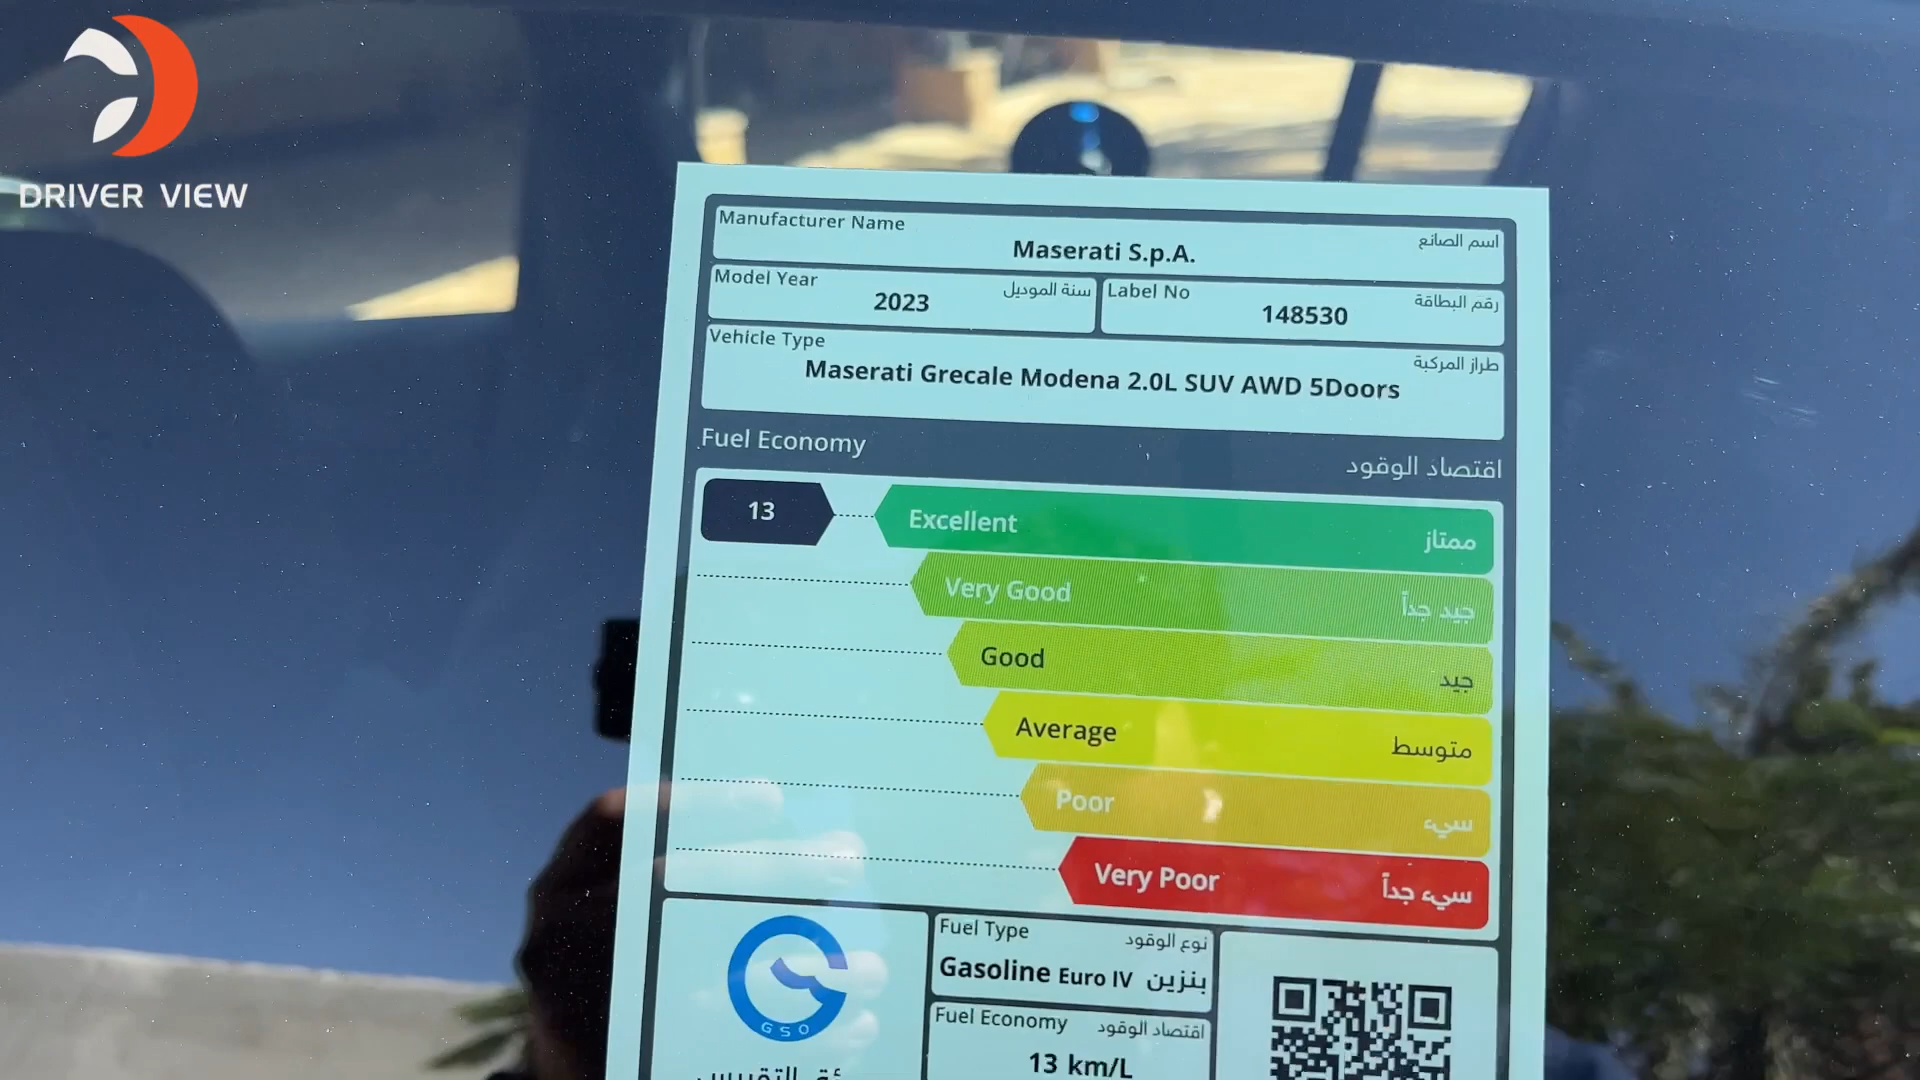 DRIVER VIEW
Manufacturer Name
اسم الصانع
Maserati S.p.A.
Model Year
سنة الموديل
2023
Label No
رقم البطاقة
148530
Vehicle Type
طراز المركبة
Maserati Grecale Modena 2.0L SUV AWD 5Doors
Fuel Economy
اقتصاد الوقود
13
Excellent
ممتاز
Very Good
جيد جداً
Good
جيد
Average
متوسط
Poor
سيء
Very Poor
سيء جداً
Fuel Type
نوع الوقود
Gasoline Euro IV بنزين
GSO
Fuel Economy
اقتصاد الوقود
13 km/L